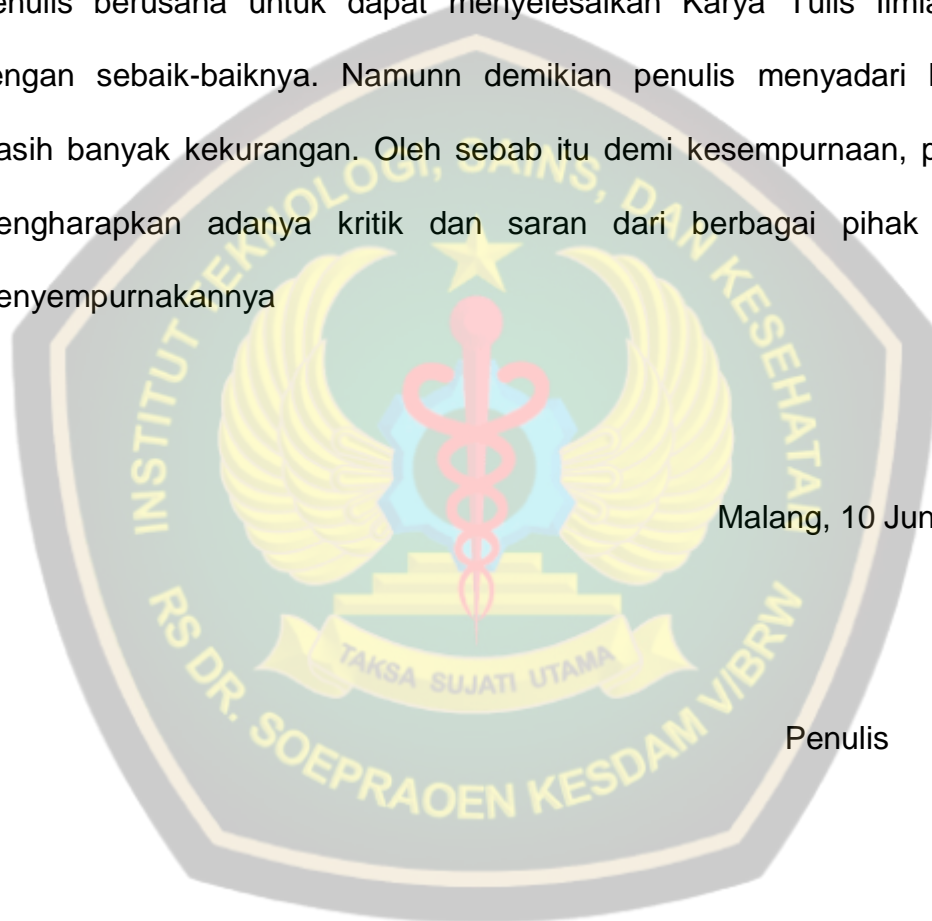 enulis berusaha untuk dapat menyelesaikan Karya Tulis Ilmia
engan sebaik-baiknya. Namunn demikian penulis menyadari
asih banyak kekurangan. Oleh sebab itu demi kesempurnaan, p
engharapkan adanya kritik dan saran dari berbagai pihak
enyempurnakannya
INSTITUT TEKNOLOGI, SAINS, DAN KESEHATAN
Malang, 10 Jun
TAKSA SUJATI UTAMA
RS DR. SOEPRAOEN KESDAM V/BRW
Penulis